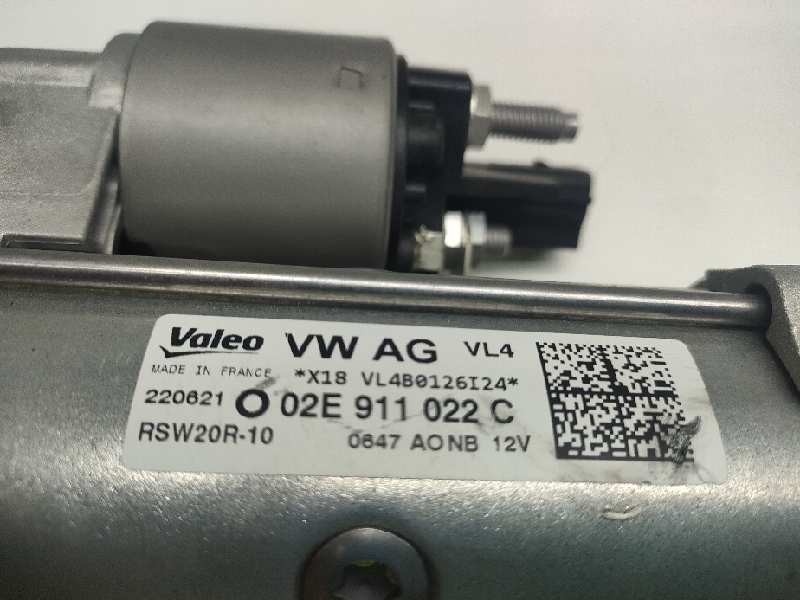 Valeo VW AG VL4
MADE IN FRANCE *X18 VL4B0126I24*
220621 O 02E 911 022 C
RSW20R-10 0647 AONB 12V